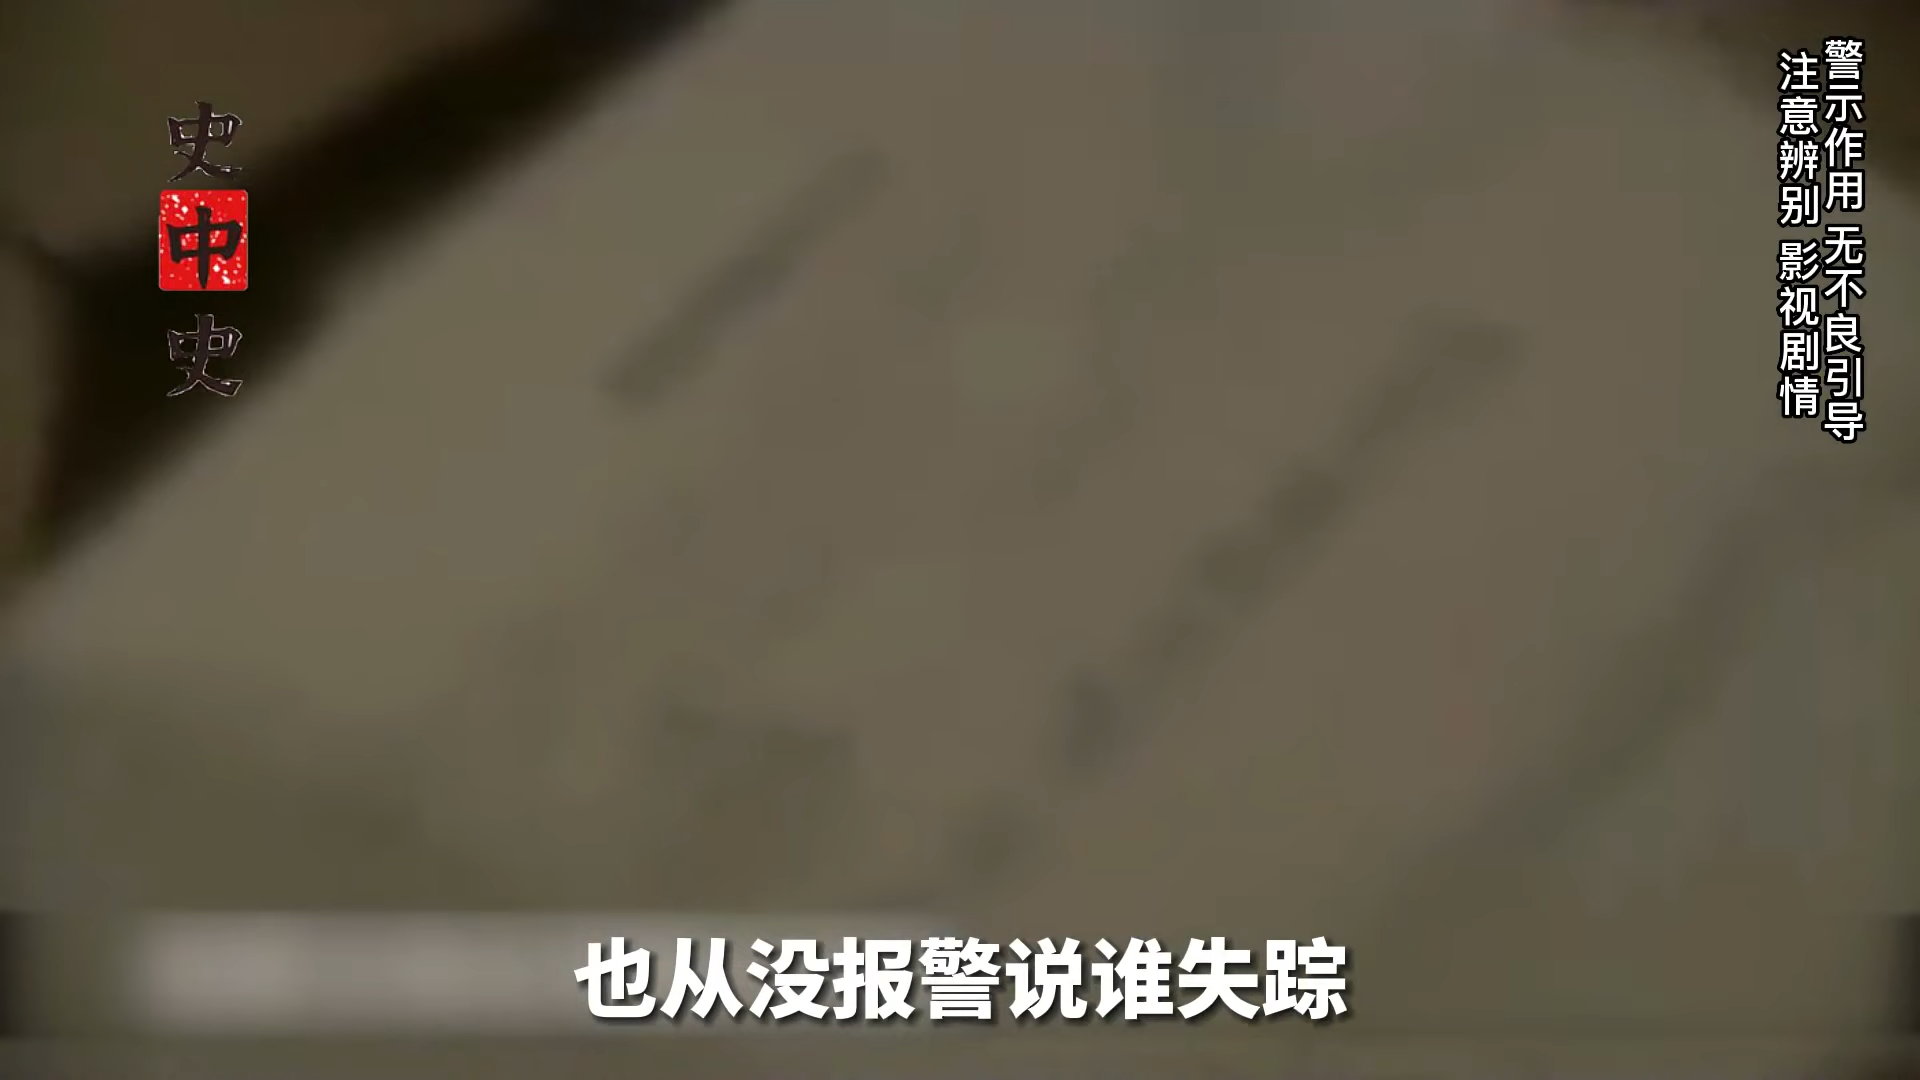 史中史
警示作用 无不良引导
注意辨别 影视剧情
也从没报警说谁失踪